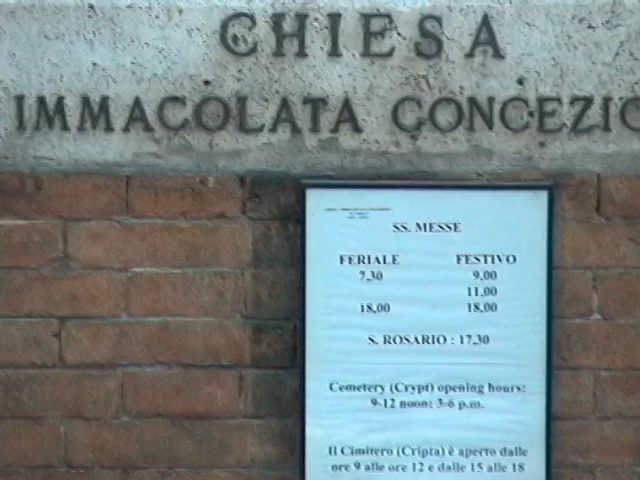 CHIESA
IMMACOLATA CONCEZIO
SS. MESSE
FERIALE FESTIVO
7,30 9,00
11,00
18,00 18,00
S. ROSARIO : 17,30
Cemetery (Crypt) opening hours:
9-12 noon; 3-6 p.m.
Il Cimitero (Cripta) è aperto dalle
ore 9 alle ore 12 e dalle 15 alle 18